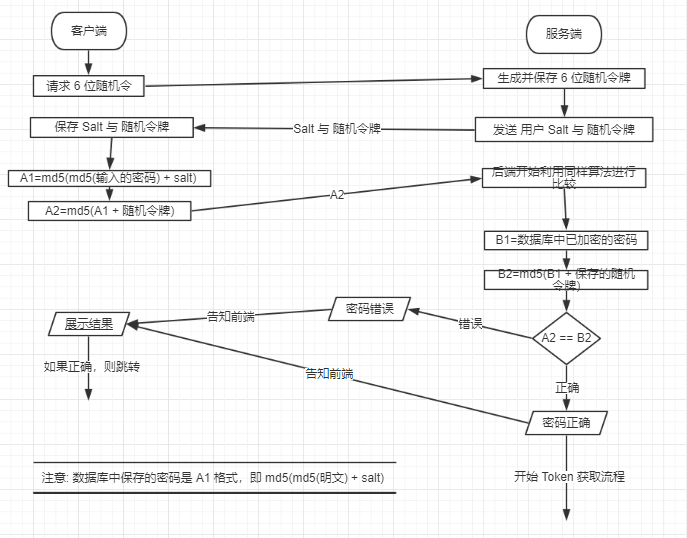 客户端
服务端
请求 6 位随机令
生成并保存 6 位随机令牌
保存 Salt 与 随机令牌
Salt 与 随机令牌
发送 用户 Salt 与 随机令牌
A1=md5(md5(输入的密码) + salt)
后端开始利用同样算法进行
比较
A2
A2=md5(A1 + 随机令牌)
B1=数据库中已加密的密码
B2=md5(B1 + 保存的随机
令牌)
密码错误
告知前端
展示结果
错误
A2 == B2
如果正确，则跳转
告知前端
正确
密码正确
注意: 数据库中保存的密码是 A1 格式，即 md5(md5(明文) + salt)
开始 Token 获取流程